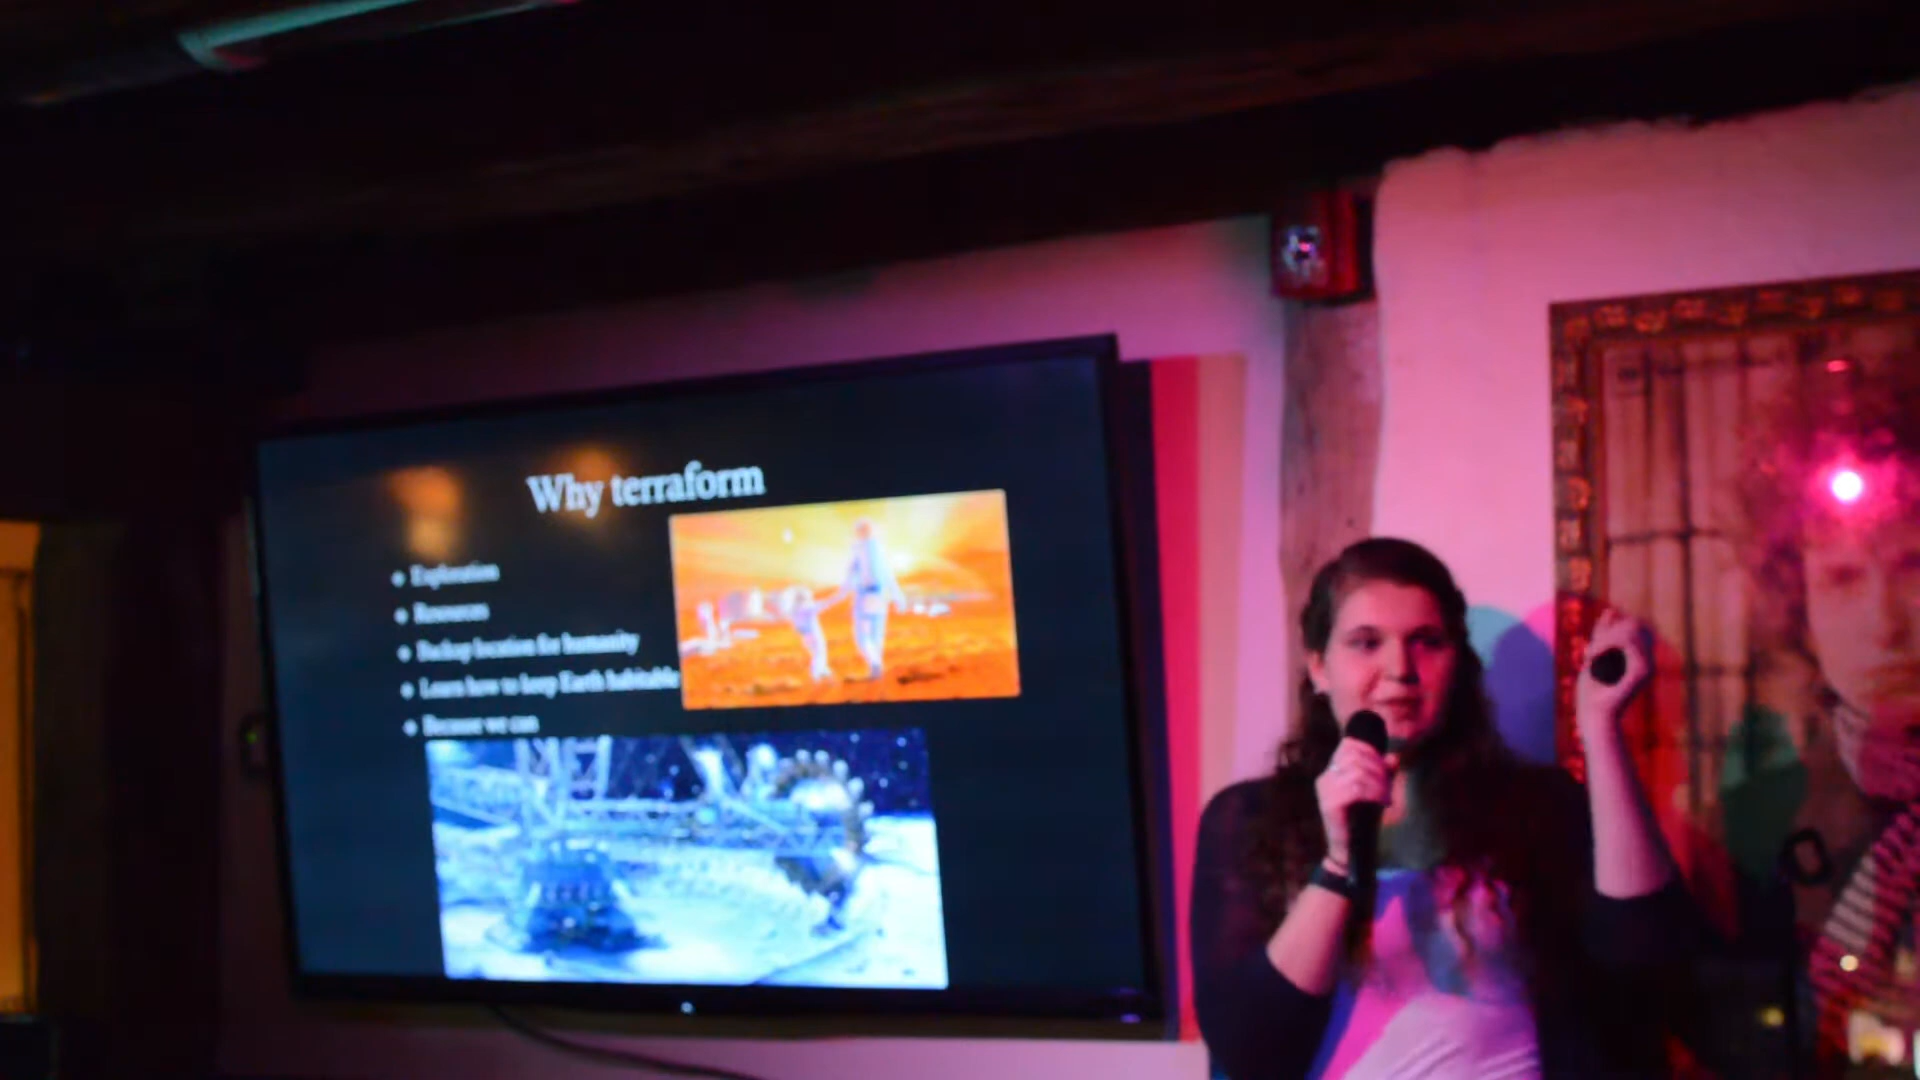 Why terraform
Exploration
Resources
Backup location for humanity
Learn how to keep Earth habitable
Because we can